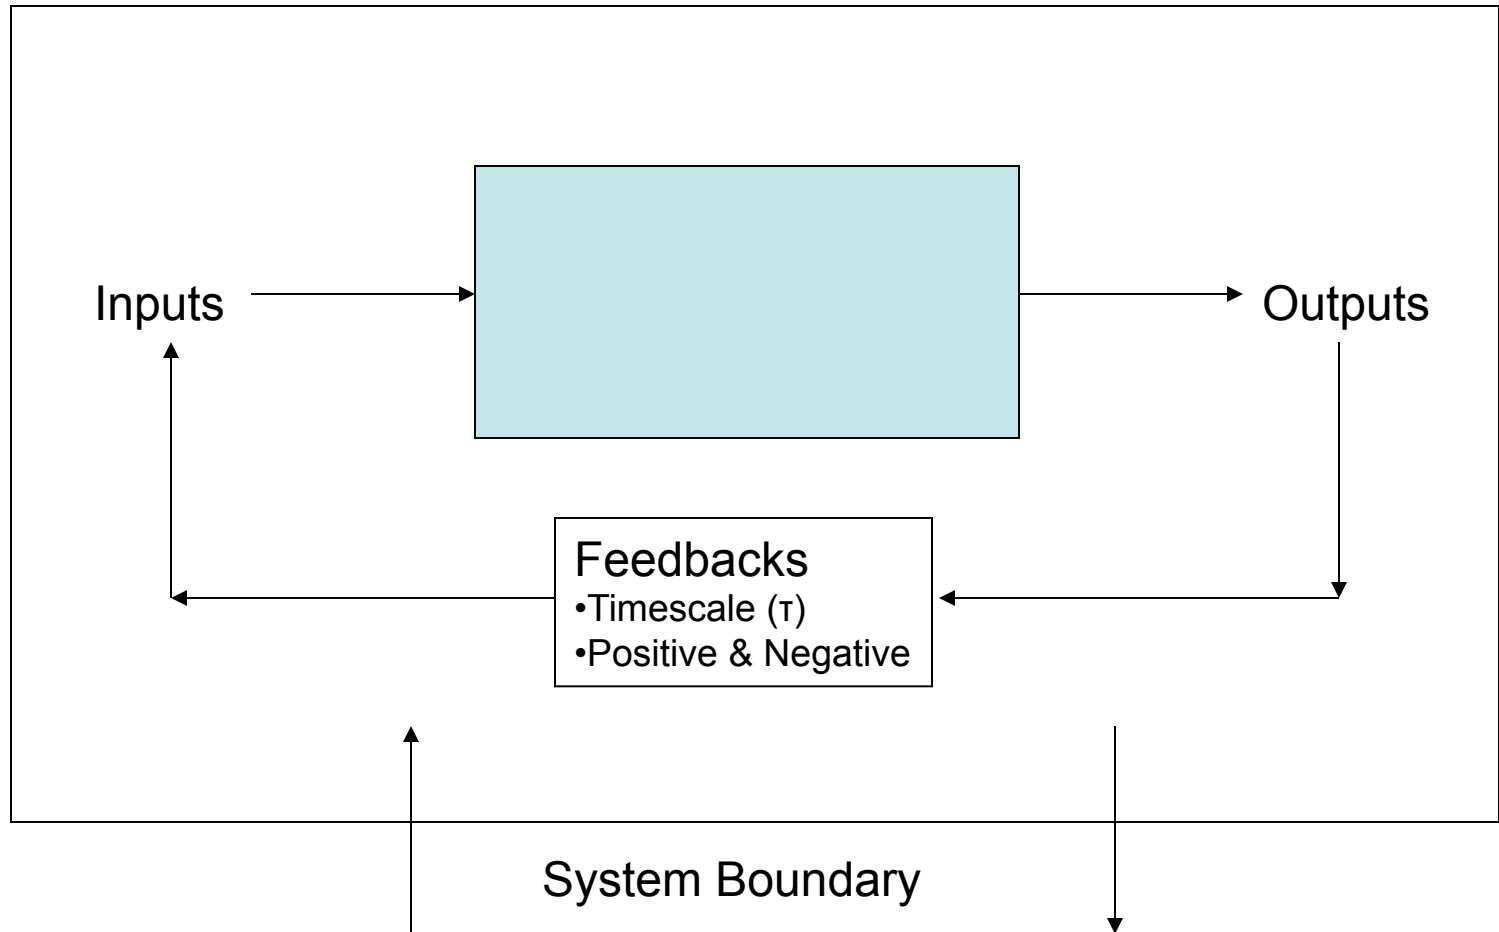 Inputs
Outputs
Feedbacks
•Timescale (τ)
•Positive & Negative
System Boundary